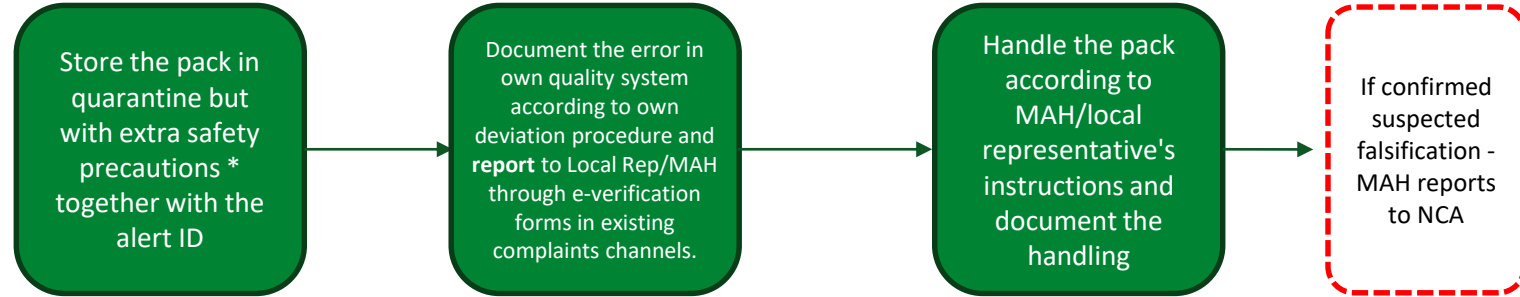 Store the pack in
quarantine but
with extra safety
precautions *
together with the
alert ID
Document the error in
own quality system
according to own
deviation procedure and
report to Local Rep/MAH
through e-verification
forms in existing
complaints channels.
Handle the pack
according to
MAH/local
representative's
instructions and
document the
handling
If confirmed
suspected
falsification -
MAH reports
to NCA